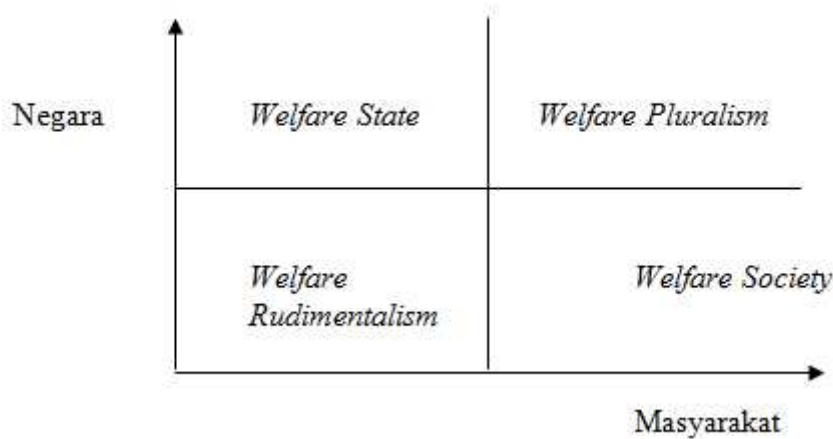 Negara
Welfare State
Welfare Pluralism
Welfare
Rudimentalism
Welfare Society
Masyarakat